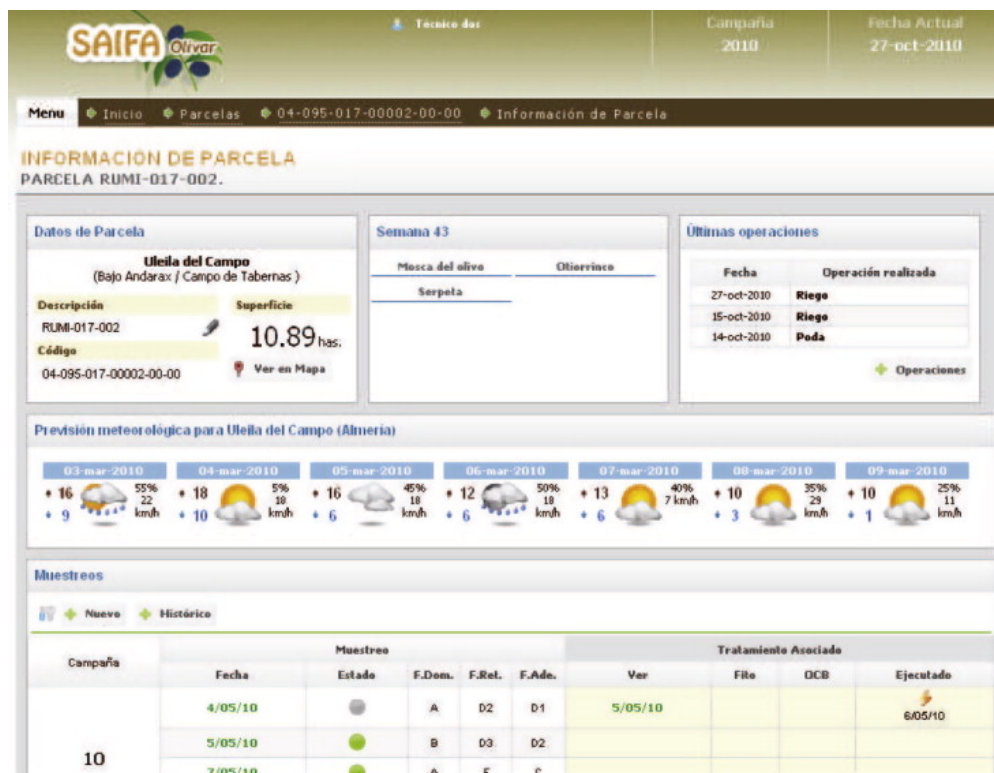 SAIFA Olivar
Técnico dos
Campaña
2010
Fecha Actual
27-oct-2010
Menu Inicio Parcelas 04-095-017-00002-00-00 Información de Parcela
INFORMACIÓN DE PARCELA
PARCELA RUMI-017-002.
Datos de Parcela
Uleila del Campo
(Bajo Andarax / Campo de Tabernas )
Descripción
RUMI-017-002
Código
04-095-017-00002-00-00
Superficie
10.89 has.
Ver en Mapa
Semana 43
Mosca del olivo Otiorrinco
Serpeta
Últimas operaciones
Fecha Operación realizada
27-oct-2010 Riego
15-oct-2010 Riego
14-oct-2010 Poda
Operaciones
Previsión meteorológica para Uleila del Campo (Almería)
03-mar-2010 04-mar-2010 05-mar-2010 06-mar-2010 07-mar-2010 08-mar-2010 09-mar-2010
16 55% 18 5% 16 45% 12 50% 13 40% 10 35% 10 25%
22 18 18 18 7 km/h 29 11
9 km/h 10 km/h 6 km/h 6 km/h 6 3 km/h 1 km/h
Muestreos
Nuevo Histórico
Campaña Muestreo Tratamiento Asociado
Fecha Estado F.Dom. F.Ret. F.Ade. Ver Fito OCB Ejecutado
4/05/10 A D2 D1 5/05/10 6/05/10
5/05/10 B D3 D2
10
7/05/10 A F C